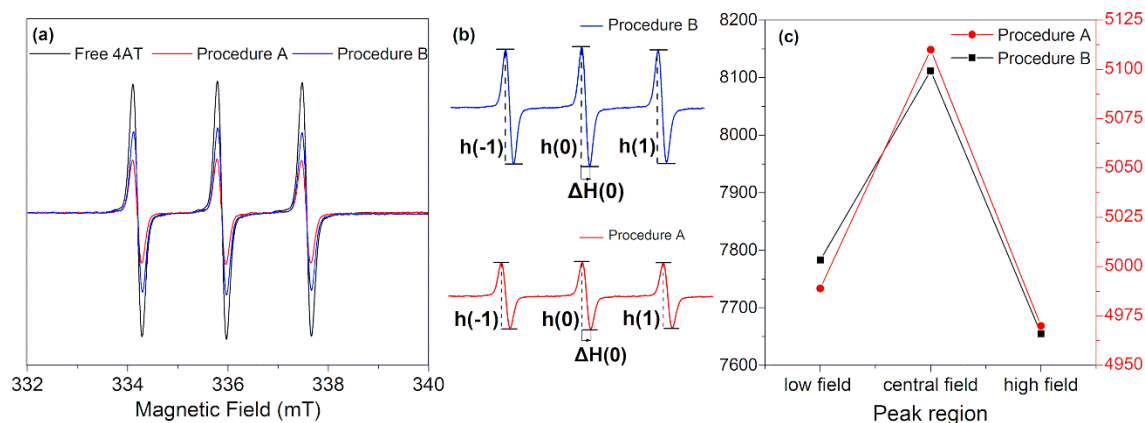 (a)
Free 4AT
Procedure A
Procedure B
332
334
336
338
340
Magnetic Field (mT)
(b)
Procedure B
h(-1)
h(0)
h(1)
ΔH(0)
Procedure A
h(-1)
h(0)
h(1)
ΔH(0)
(c)
Procedure A
Procedure B
8200
8100
8000
7900
7800
7700
7600
5125
5100
5075
5050
5025
5000
4975
4950
low field
central field
high field
Peak region